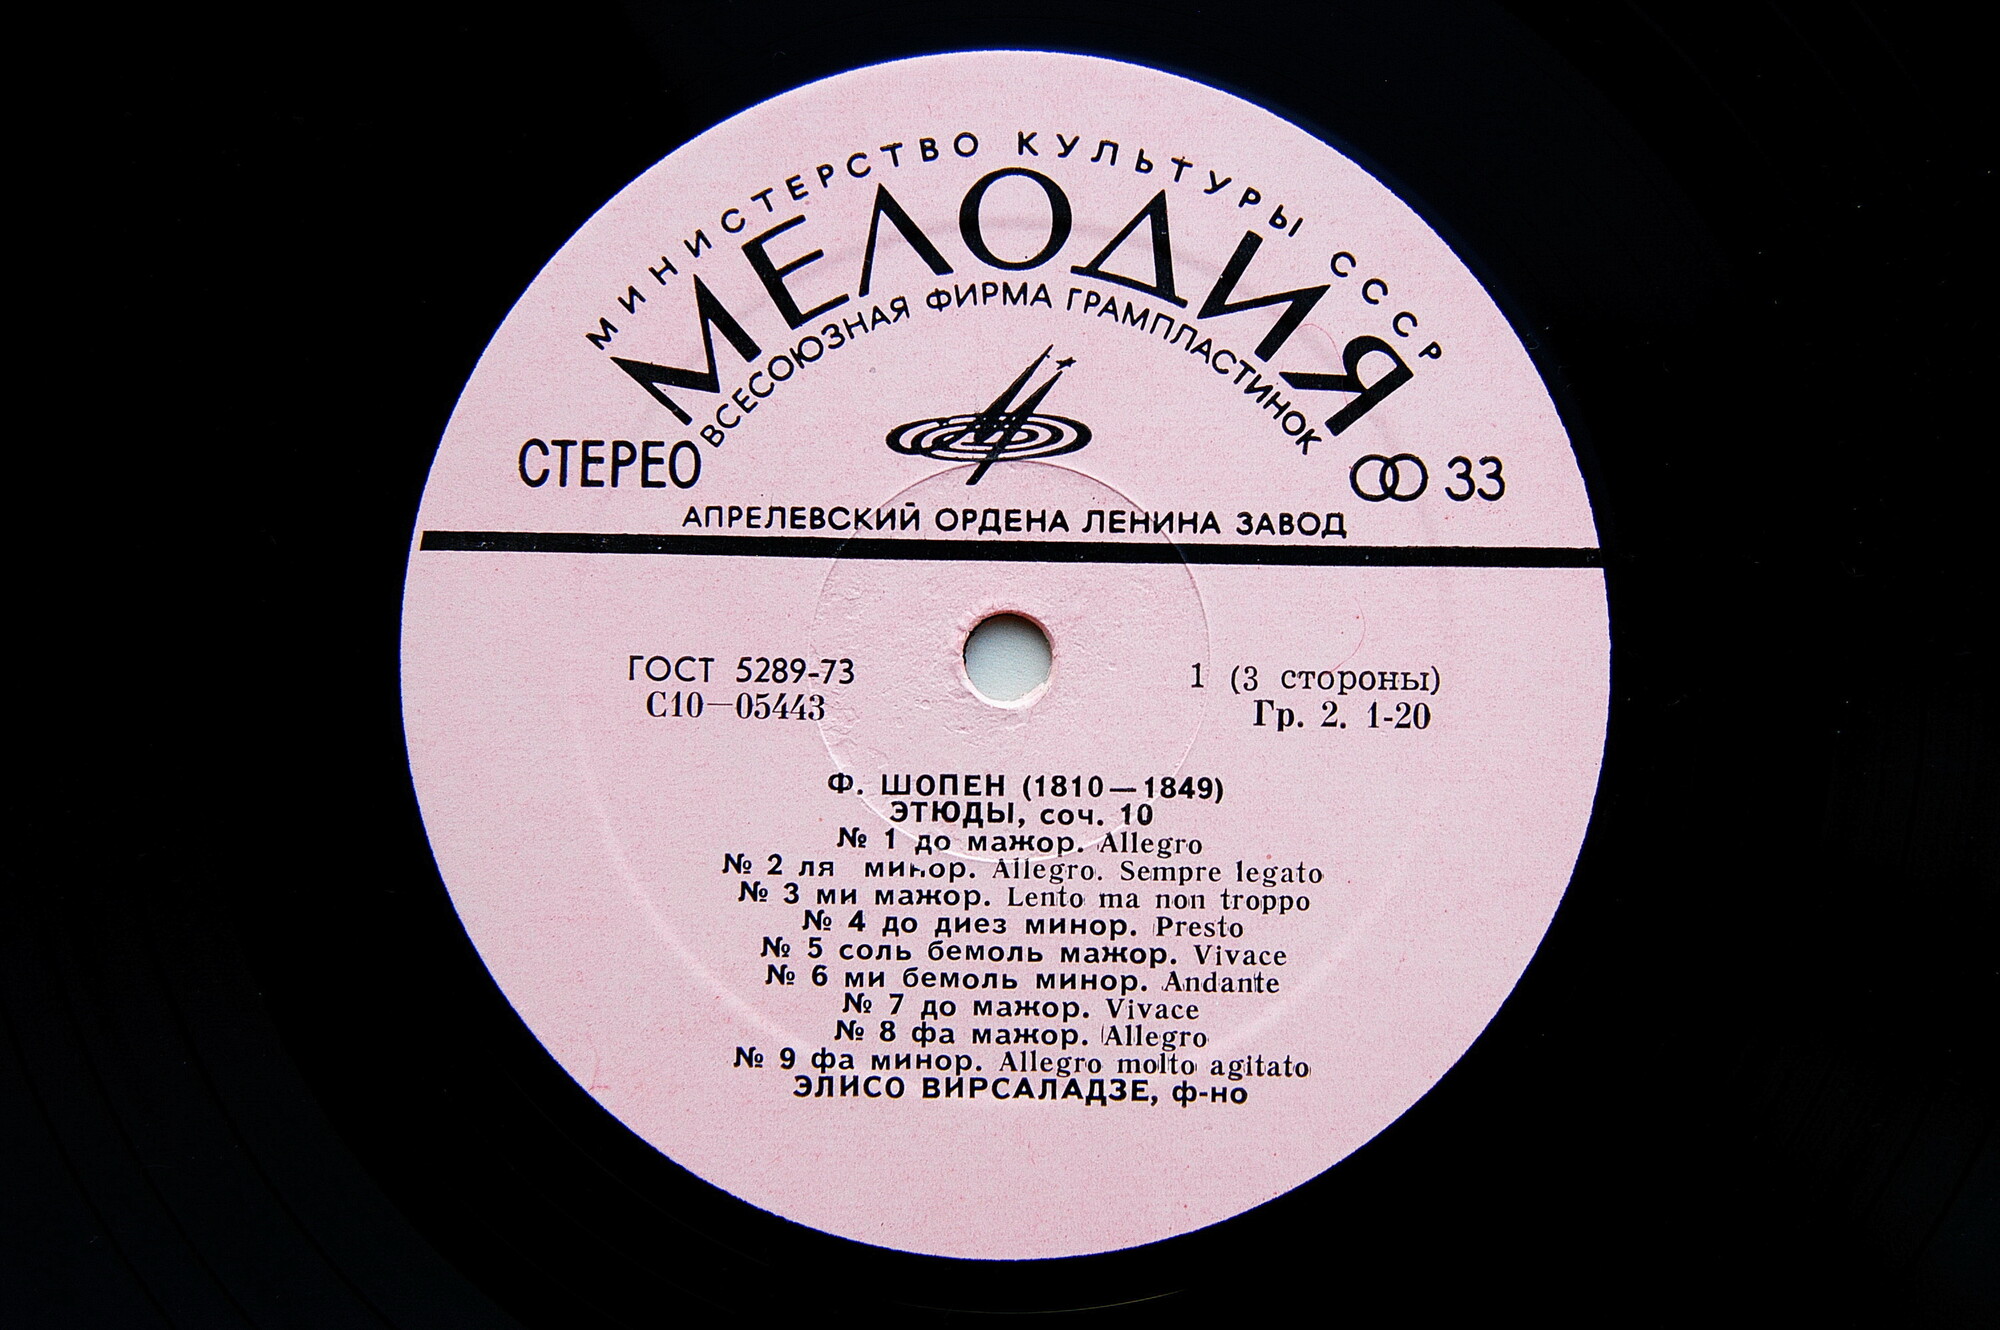 МИНИСТЕРСТВО КУЛЬТУРЫ СССР
МЕЛОДИЯ
ВСЕСОЮЗНАЯ ФИРМА ГРАМПЛАСТИНОК
СТЕРЕО
33
АПРЕЛЕВСКИЙ ОРДЕНА ЛЕНИНА ЗАВОД
ГОСТ 5289-73
С10—05443
1 (3 стороны)
Гр. 2. 1-20
Ф. ШОПЕН (1810—1849)
ЭТЮДЫ, соч. 10
№ 1 до мажор. Allegro
№ 2 ля минор. Allegro. Sempre legato
№ 3 ми мажор. Lento ma non troppo
№ 4 до диез минор. Presto
№ 5 соль бемоль мажор. Vivace
№ 6 ми бемоль минор. Andante
№ 7 до мажор. Vivace
№ 8 фа мажор. Allegro
№ 9 фа минор. Allegro molto agitato
ЭЛИСО ВИРСАЛАДЗЕ, ф-но